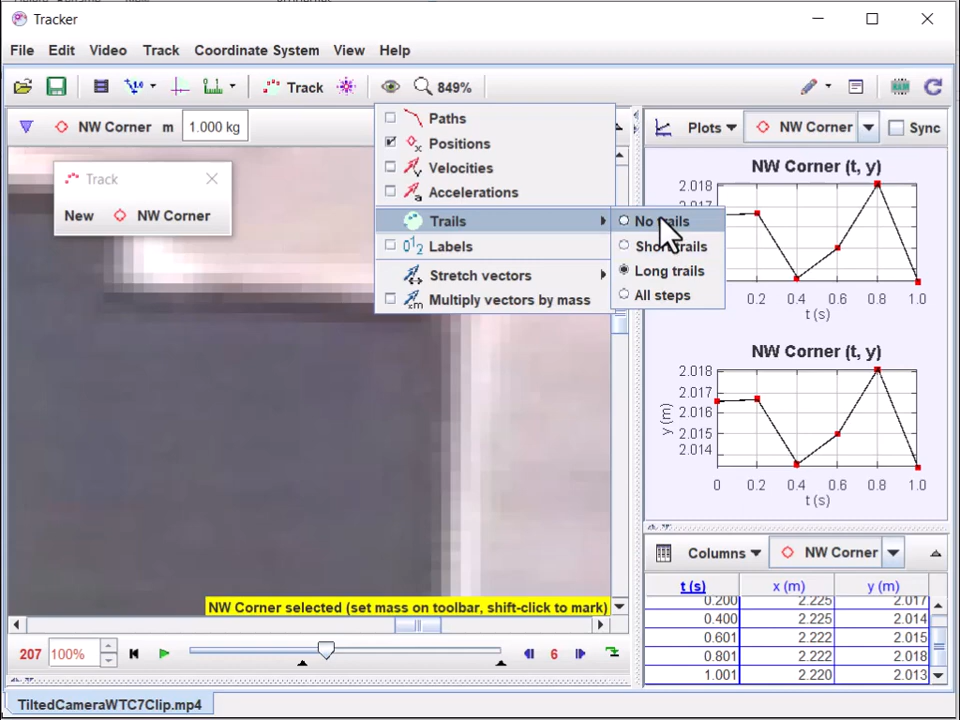 Tracker
File Edit Video Track Coordinate System View Help
Track 849%
NW Corner m 1.000 kg
Plots NW Corner Sync
Track
New NW Corner
Paths
Positions
Velocities
Accelerations
Trails
Labels
Stretch vectors
Multiply vectors by mass
No trails
Short trails
Long trails
All steps
NW Corner (t, y)
2.018
0.2 0.4 0.6 0.8 1.0
t (s)
NW Corner (t, y)
2.018
2.017
2.016
2.015
2.014
y (m)
0 0.2 0.4 0.6 0.8 1.0
t (s)
Columns NW Corner
t (s) x (m) y (m)
0.200 2.225 2.017
0.400 2.225 2.014
0.601 2.222 2.015
0.801 2.222 2.018
1.001 2.220 2.013
NW Corner selected (set mass on toolbar, shift-click to mark)
207 100% 6
TiltedCameraWTC7Clip.mp4